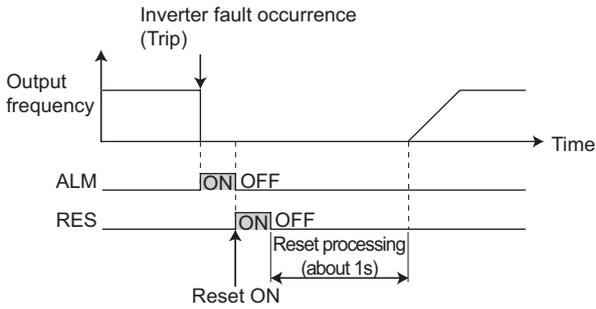 Inverter fault occurrence
(Trip)
Output
frequency
Time
ALM
ON OFF
RES
ON OFF
Reset processing
(about 1s)
Reset ON